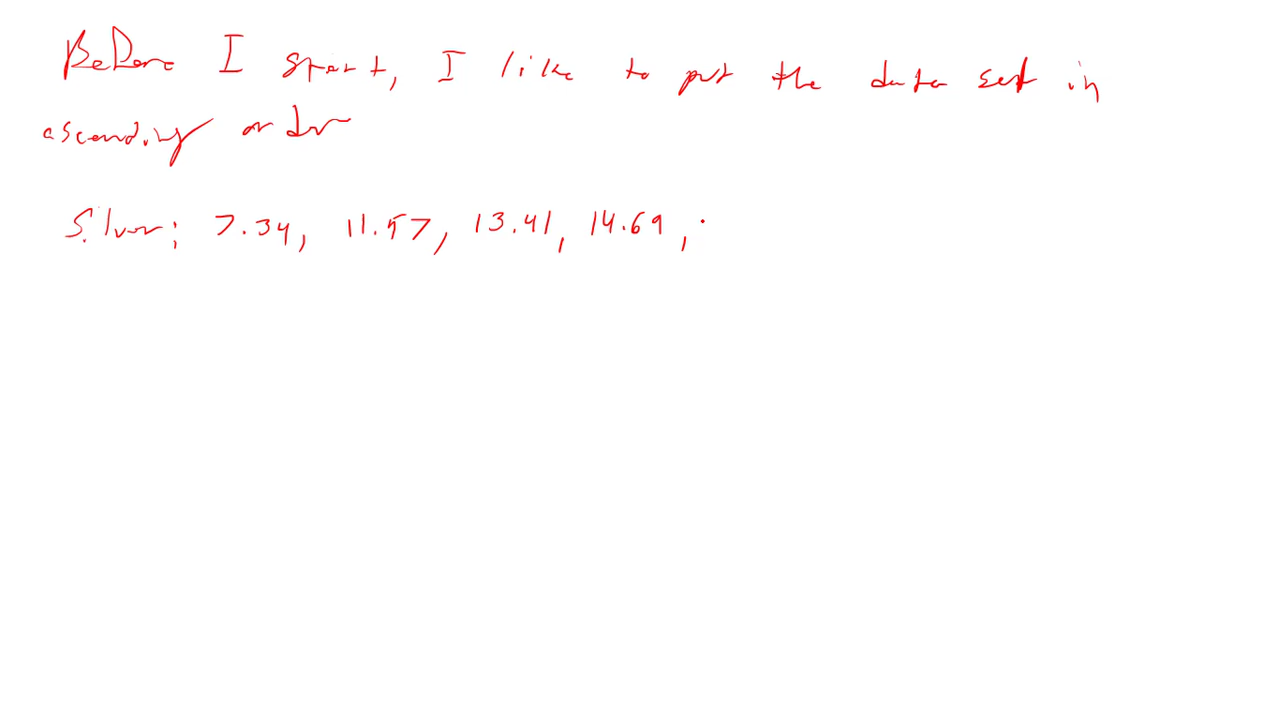 Before I start, I like to put the data set in
ascending order
Silver: 7.34, 11.57, 13.41, 14.69,